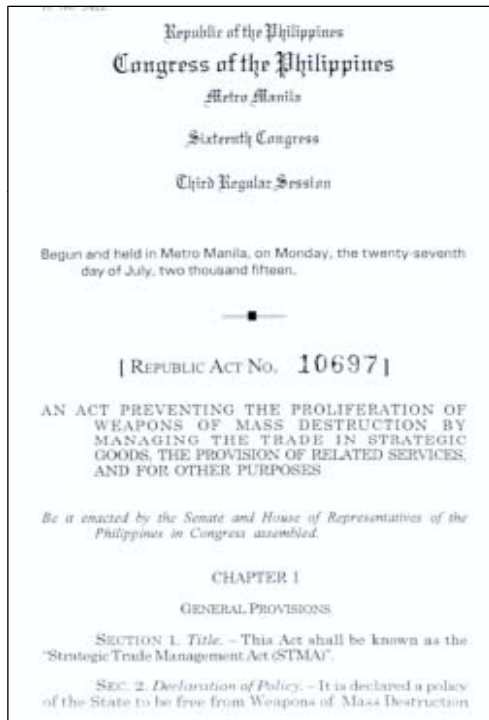 Republic of the Philippines
Congress of the Philippines
Metro Manila
Sixteenth Congress
Third Regular Session
Begun and held in Metro Manila, on Monday, the twenty-seventh
day of July, two thousand fifteen.
[ REPUBLIC ACT NO. 10697 ]
AN ACT PREVENTING THE PROLIFERATION OF
WEAPONS OF MASS DESTRUCTION BY
MANAGING THE TRADE IN STRATEGIC
GOODS, THE PROVISION OF RELATED SERVICES,
AND FOR OTHER PURPOSES
Be it enacted by the Senate and House of Representatives of the
Philippines in Congress assembled.
CHAPTER I
GENERAL PROVISIONS
SECTION 1. Title. – This Act shall be known as the
"Strategic Trade Management Act (STMA)".
SEC. 2. Declaration of Policy. – It is declared a policy
of the State to be free from Weapons of Mass Destruction